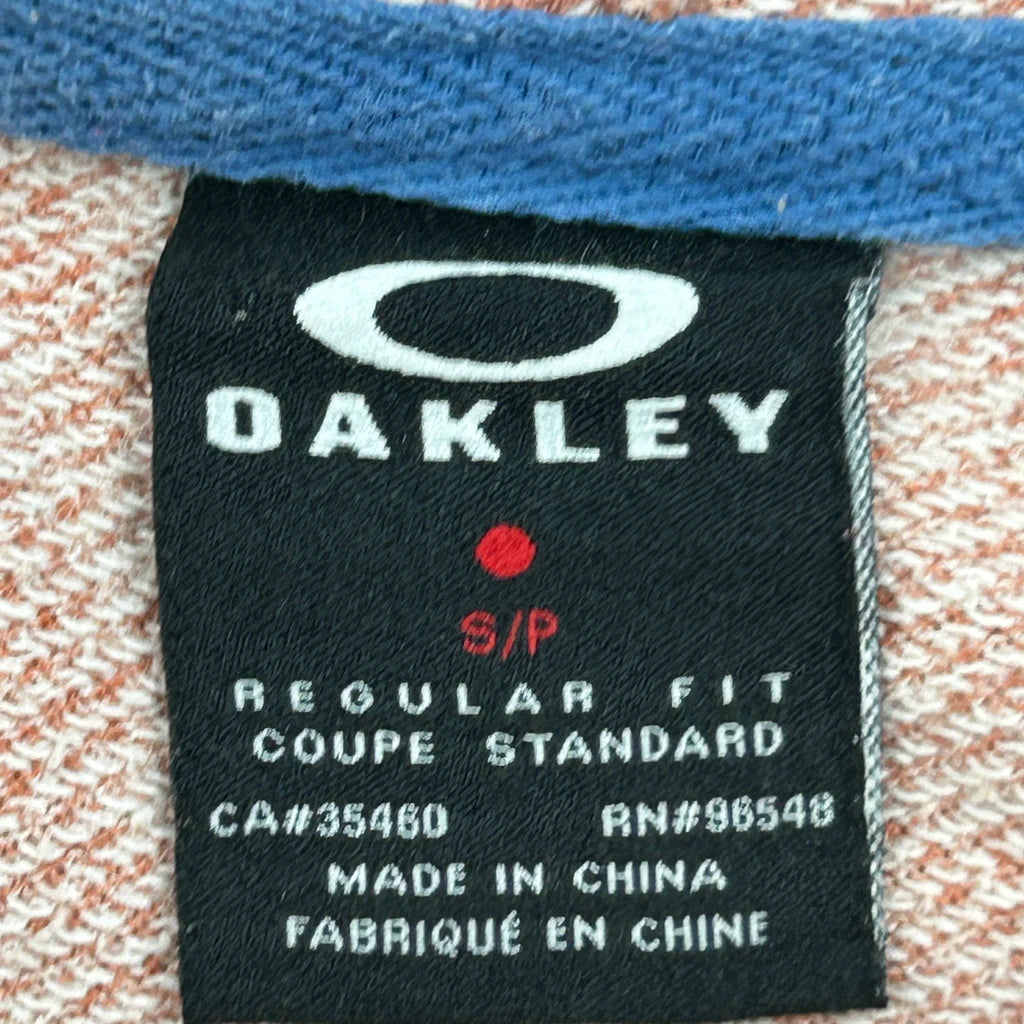 OAKLEY
S/P
REGULAR FIT
COUPE STANDARD
CA#35460 RN#96548
MADE IN CHINA
FABRIQUÉ EN CHINE